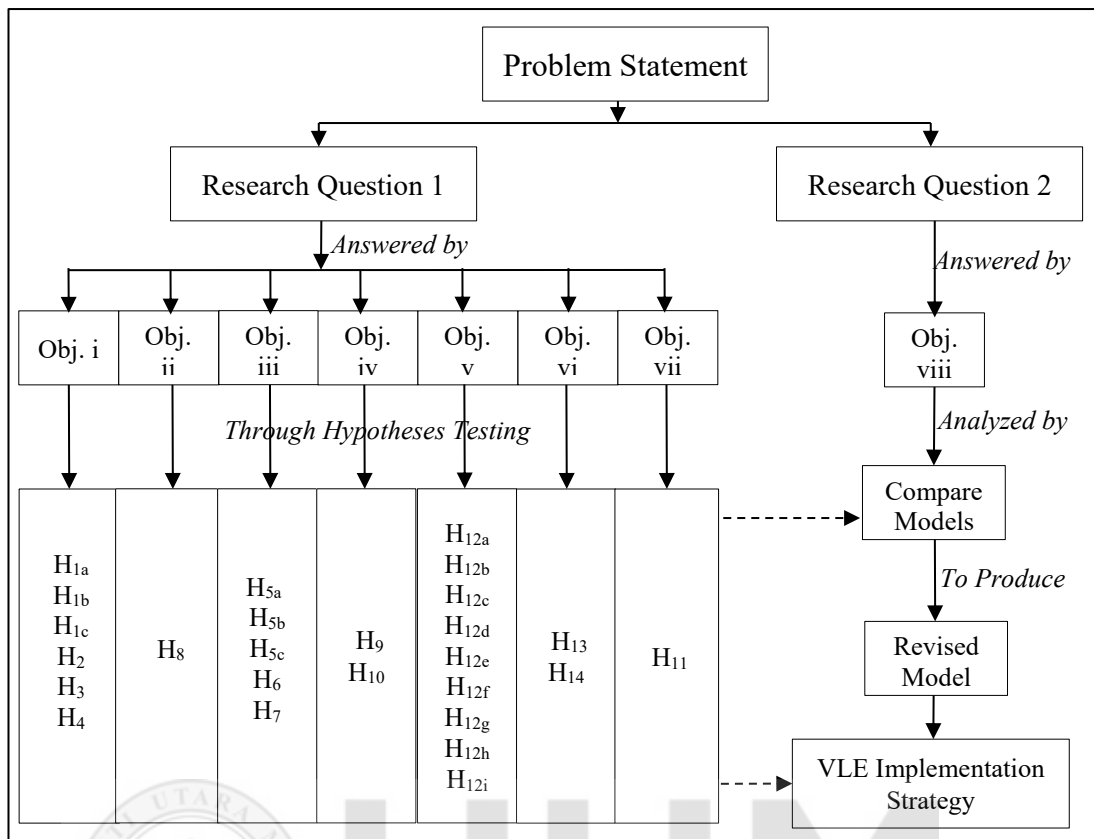 Problem Statement
Research Question 1
Research Question 2
Answered by
Answered by
Obj. i
Obj.
ii
Obj.
iii
Obj.
iv
Obj.
v
Obj.
vi
Obj.
vii
Obj.
viii
Through Hypotheses Testing
Analyzed by
H1a
H1b
H1c
H2
H3
H4
H8
H5a
H5b
H5c
H6
H7
H9
H10
H12a
H12b
H12c
H12d
H12e
H12f
H12g
H12h
H12i
H13
H14
H11
Compare
Models
To Produce
Revised
Model
VLE Implementation
Strategy
UTARA